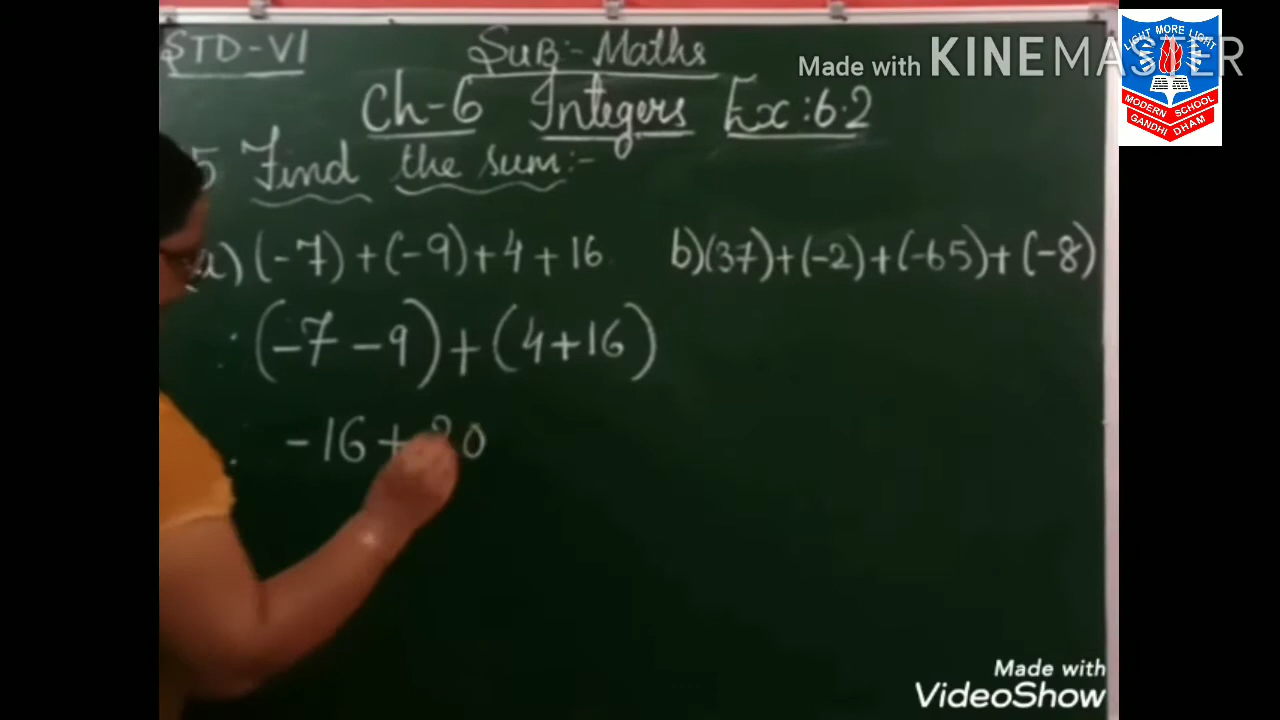 STD-VI
Sub:- Maths
Made with KINEMASTER
LIGHT MORE LIGHT
MODERN SCHOOL
GANDHIDHAM
Ch-6 Integers Ex:6.2
5 Find the sum:-
a) (-7)+(-9)+4+16
b)(37)+(-2)+(-65)+(-8)
(-7-9)+(4+16)
-16+20
Made with
VideoShow